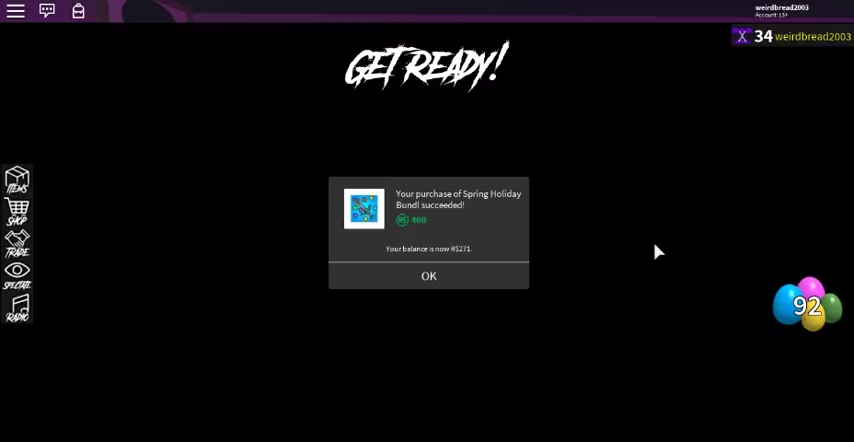 weirdbread2003
Account: 13+
34 weirdbread2003
GET READY!
ITEMS
SHOP
TRADE
SPECTATE
RADIO
Your purchase of Spring Holiday
Bundl succeeded!
R$ 400
Your balance is now R$271.
OK
92